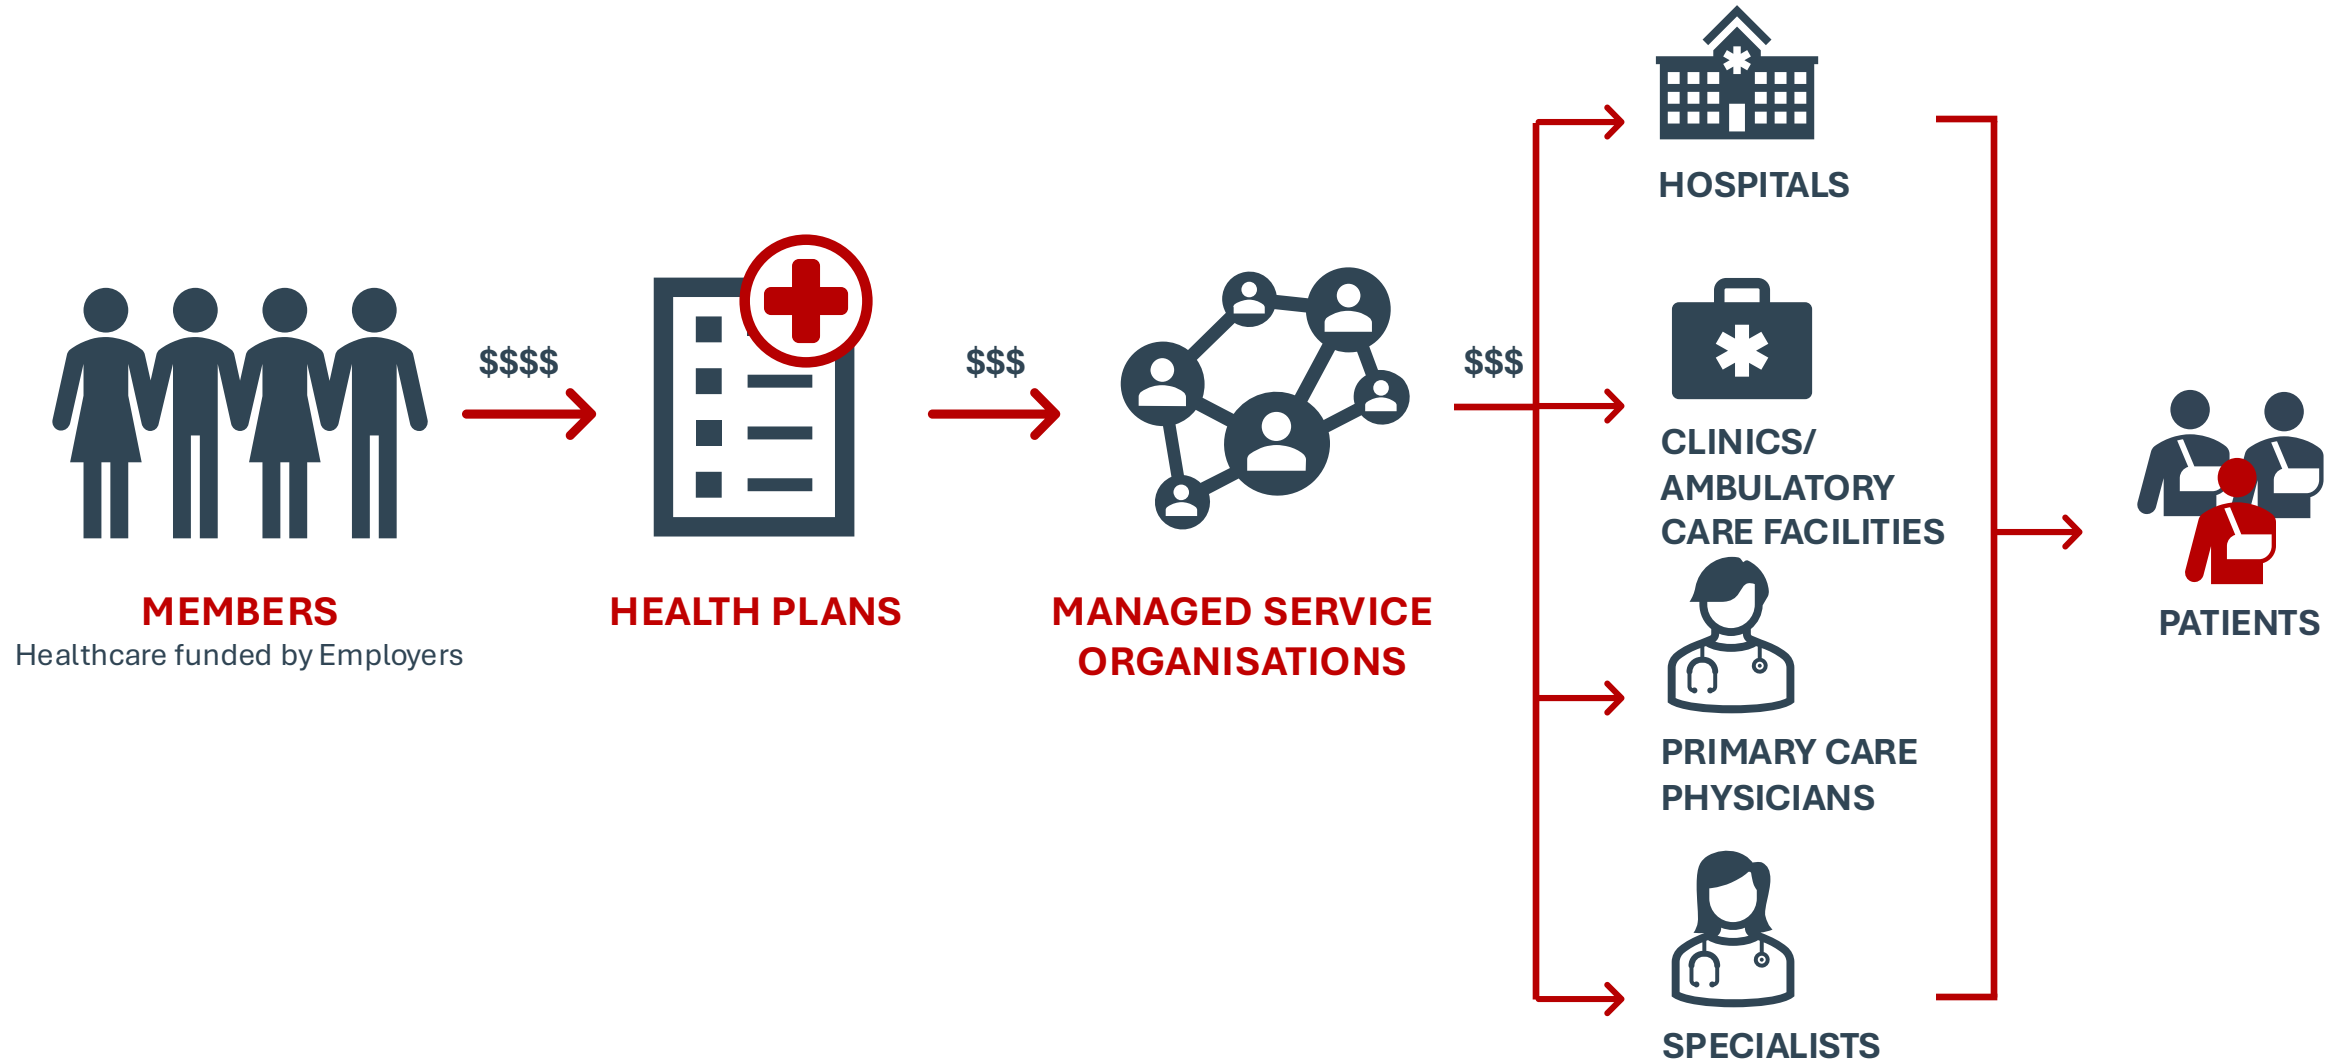 MEMBERS
Healthcare funded by Employers
$$$$
HEALTH PLANS
$$$
MANAGED SERVICE
ORGANISATIONS
$$$
HOSPITALS
CLINICS/
AMBULATORY
CARE FACILITIES
PRIMARY CARE
PHYSICIANS
SPECIALISTS
PATIENTS